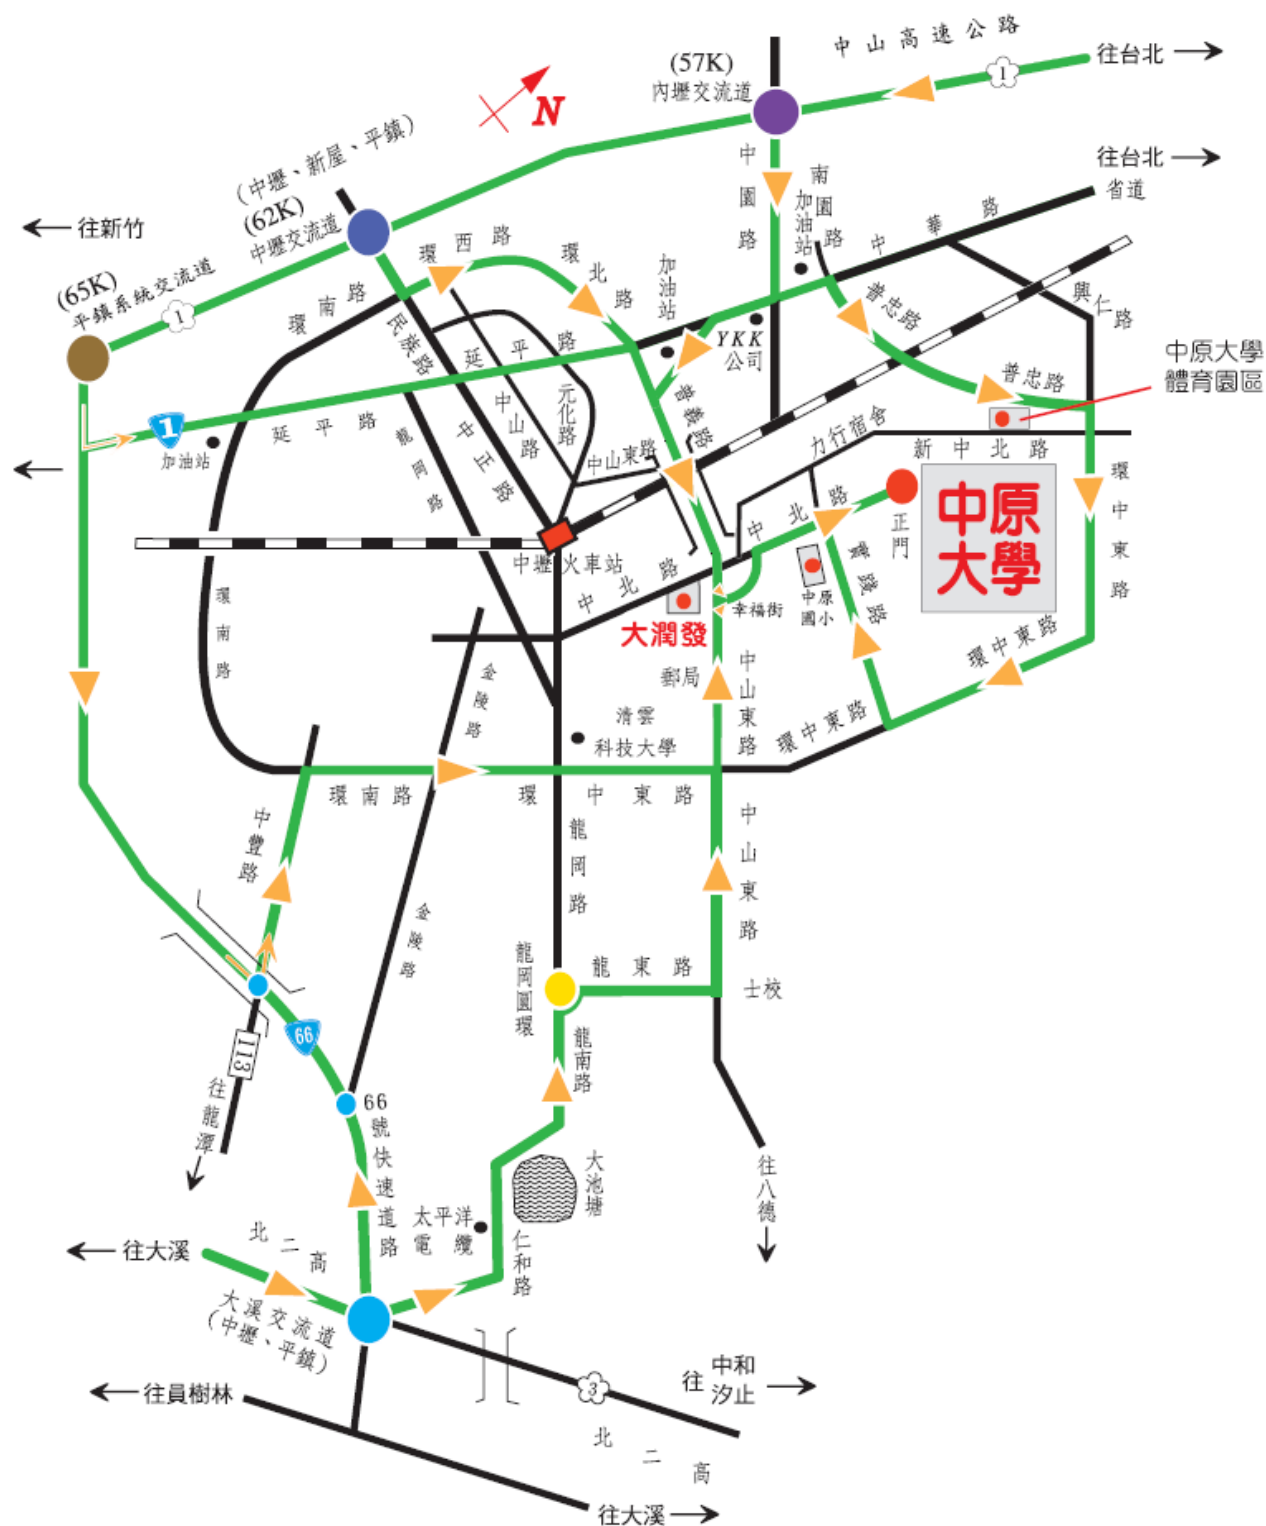 中山高速公路
往台北
1
(57K)
內壢交流道
N
(中壢、新屋、平鎮)
(62K)
中壢交流道
往新竹
(65K)
平鎮系統交流道
1
往台北
省道
中園路
南園路
加油站
中華路
環西路
環北路
加油站
環南路
民族路
延平路
YKK
公司
普忠路
興仁路
中原大學
體育園區
普忠路
1
加油站
延平路
龍岡路
中正路
中山路
元化路
中山東路
普義路
力行宿舍
新中北路
環中東路
中原
大學
正門
中北路
實踐路
中原
國小
中壢火車站
中北路
大潤發
幸福街
環南路
金陵路
郵局
中山東路
環中東路
環中東路
清雲
科技大學
環南路
環中東路
中豐路
龍岡路
中山東路
金陵路
龍岡圓環
龍東路
士校
66
113
往龍潭
龍南路
66號快速道路
大池塘
往八德
太平洋
電纜
仁和路
北二高
往大溪
大溪交流道
(中壢、平鎮)
往員樹林
3
往
中和
汐止
北二高
往大溪